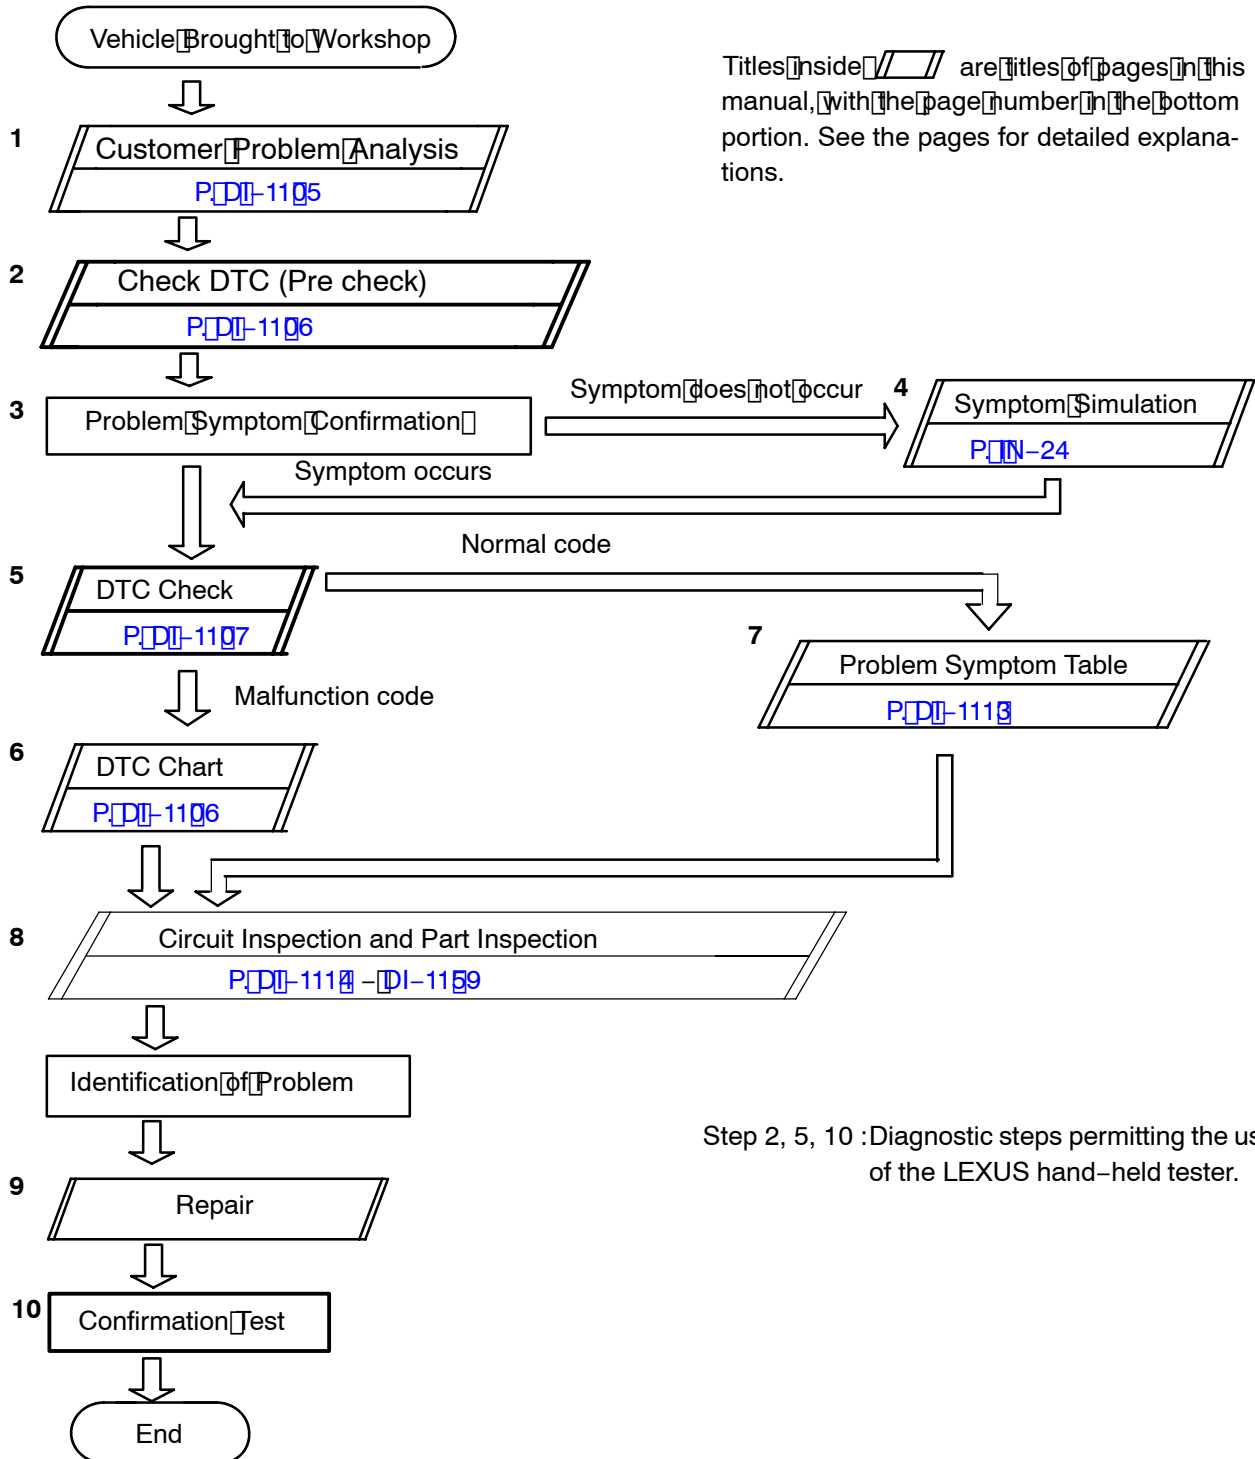 Vehicle Brought to Workshop
Titles inside are titles of pages in this
manual, with the page number in the bottom
portion. See the pages for detailed explana-
tions.
1
Customer Problem Analysis
P. DI–1105
2
Check DTC (Pre check)
P. DI–1106
3
Problem Symptom Confirmation
Symptom does not occur
4
Symptom Simulation
P. IN–24
Symptom occurs
Normal code
5
DTC Check
P. DI–1107
7
Problem Symptom Table
P. DI–1113
Malfunction code
6
DTC Chart
P. DI–1106
8
Circuit Inspection and Part Inspection
P. DI–1114 – DI–1159
Identification of Problem
Step 2, 5, 10 :Diagnostic steps permitting the us
of the LEXUS hand–held tester.
9
Repair
10
Confirmation Test
End